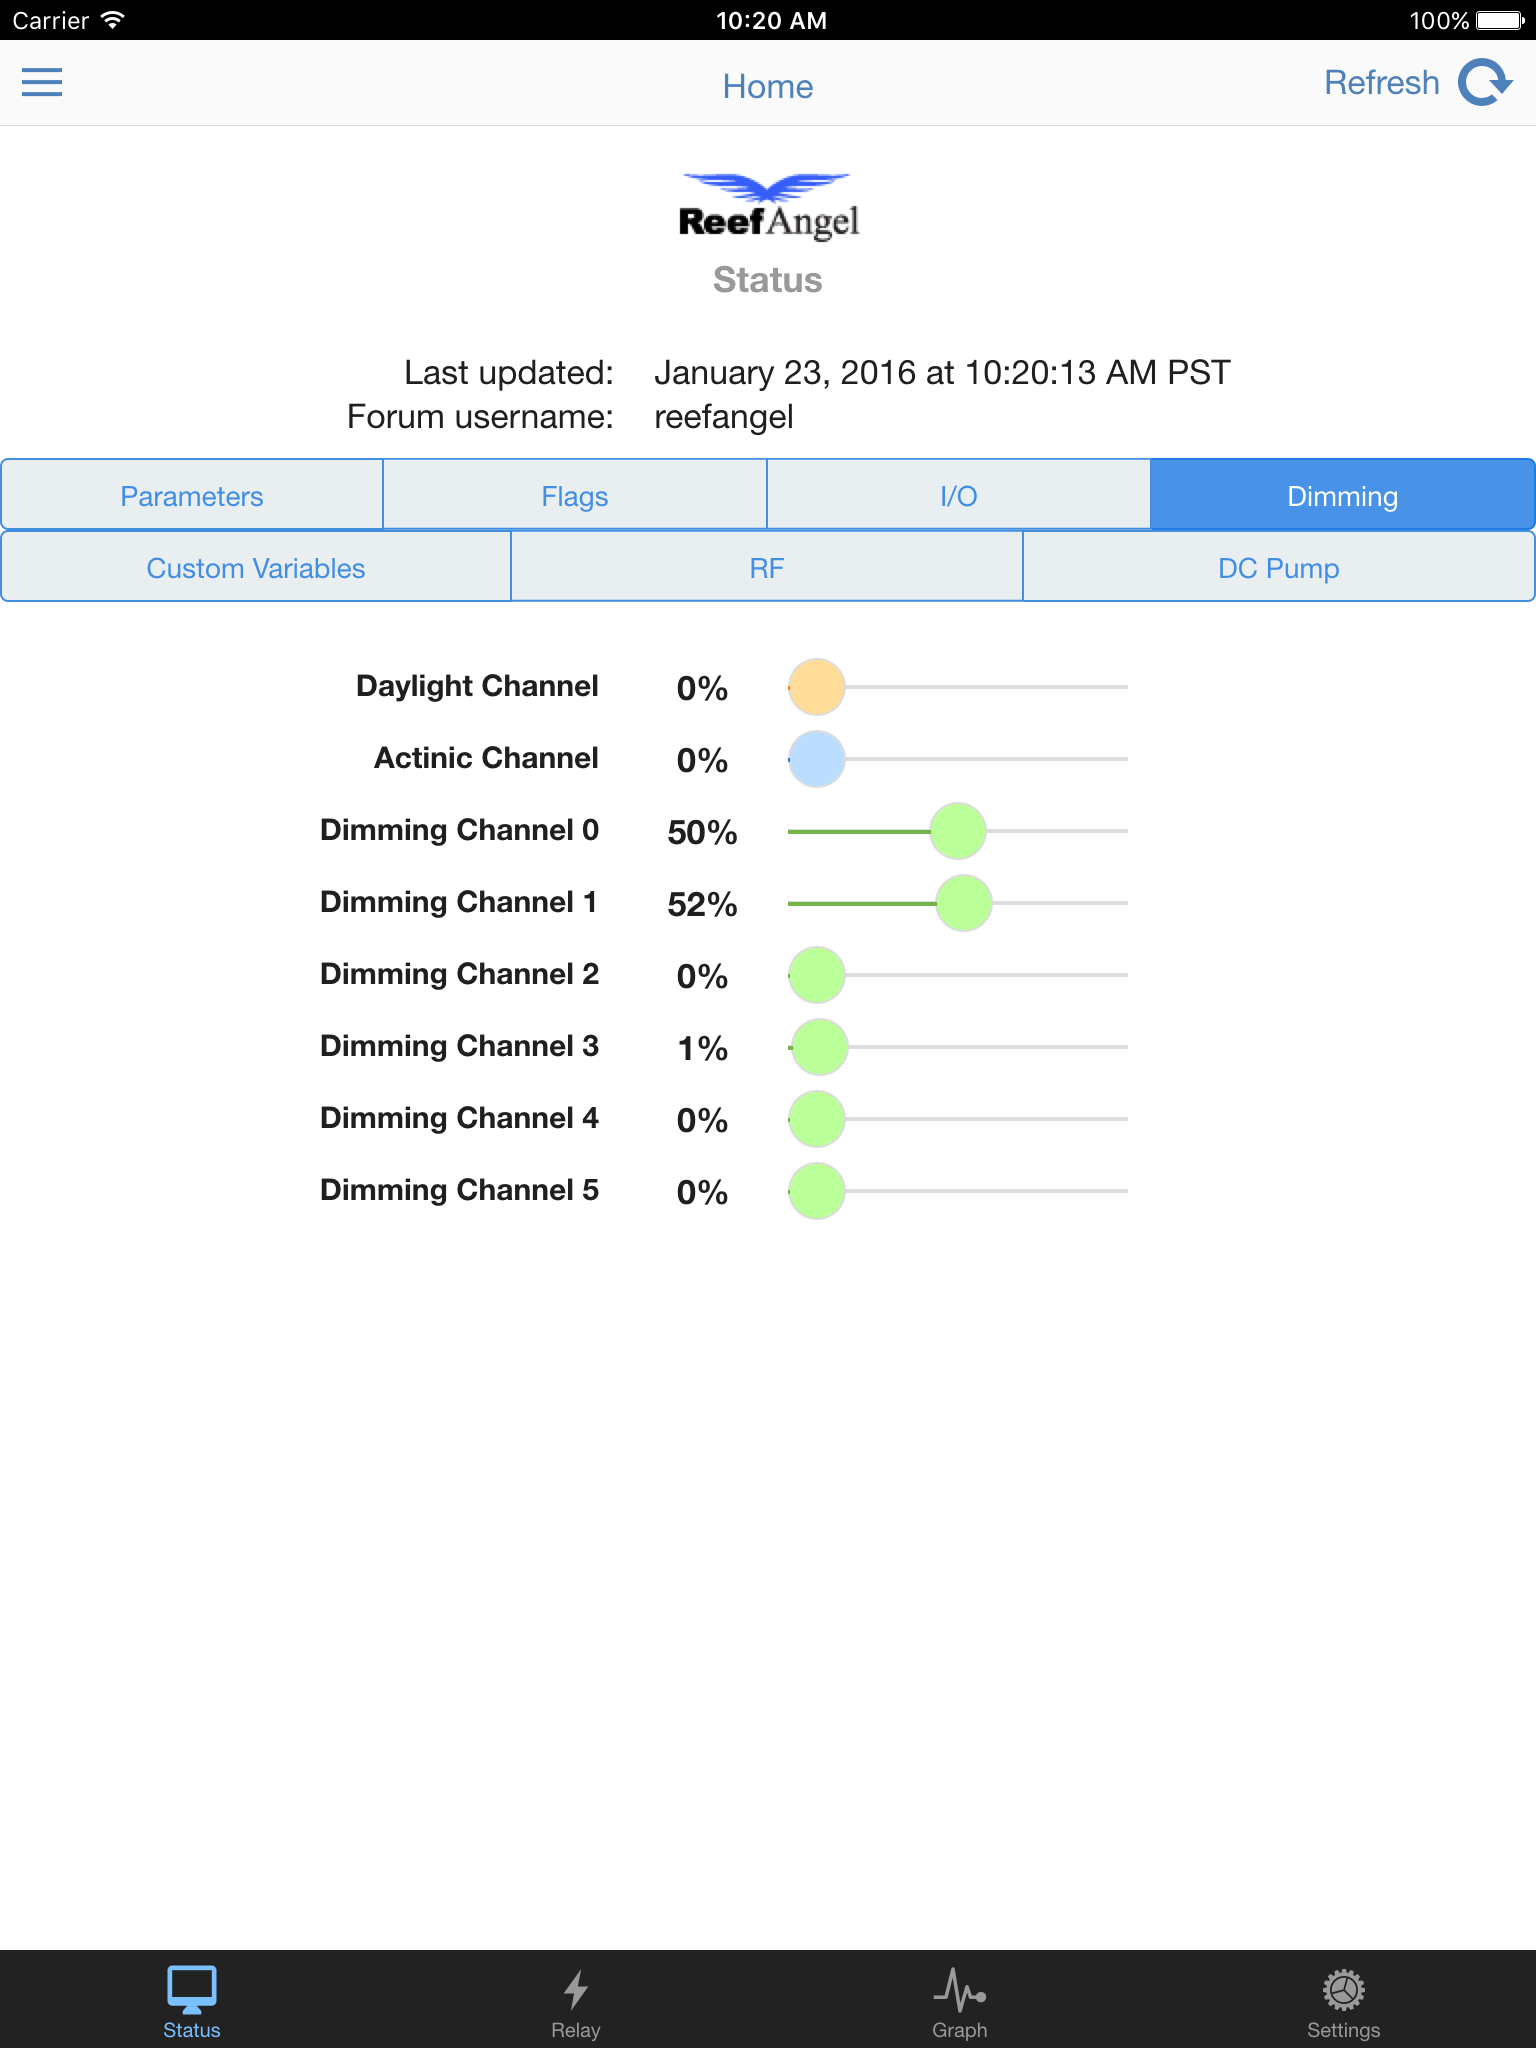 Carrier 10:20 AM 100%
Home Refresh
ReefAngel
Status
Last updated: January 23, 2016 at 10:20:13 AM PST
Forum username: reefangel
Parameters Flags I/O Dimming
Custom Variables RF DC Pump
Daylight Channel 0%
Actinic Channel 0%
Dimming Channel 0 50%
Dimming Channel 1 52%
Dimming Channel 2 0%
Dimming Channel 3 1%
Dimming Channel 4 0%
Dimming Channel 5 0%
Status Relay Graph Settings